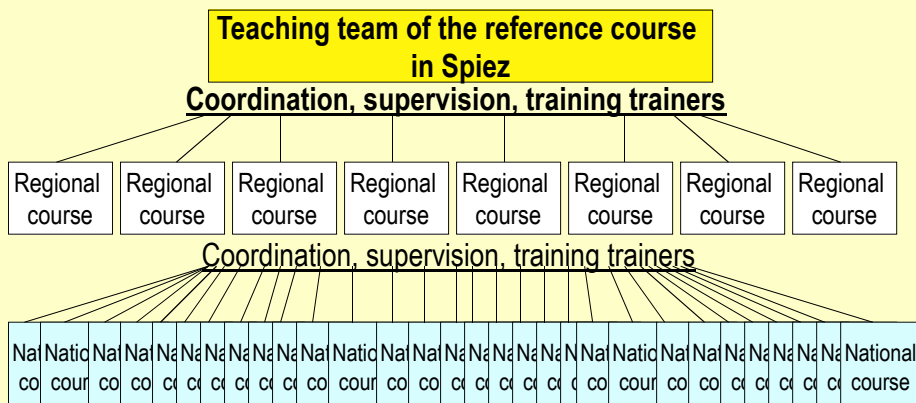 Teaching team of the reference course
in Spiez
Coordination, supervision, training trainers
Regional course
Regional course
Regional course
Regional course
Regional course
Regional course
Regional course
Regional course
Coordination, supervision, training trainers
National
course